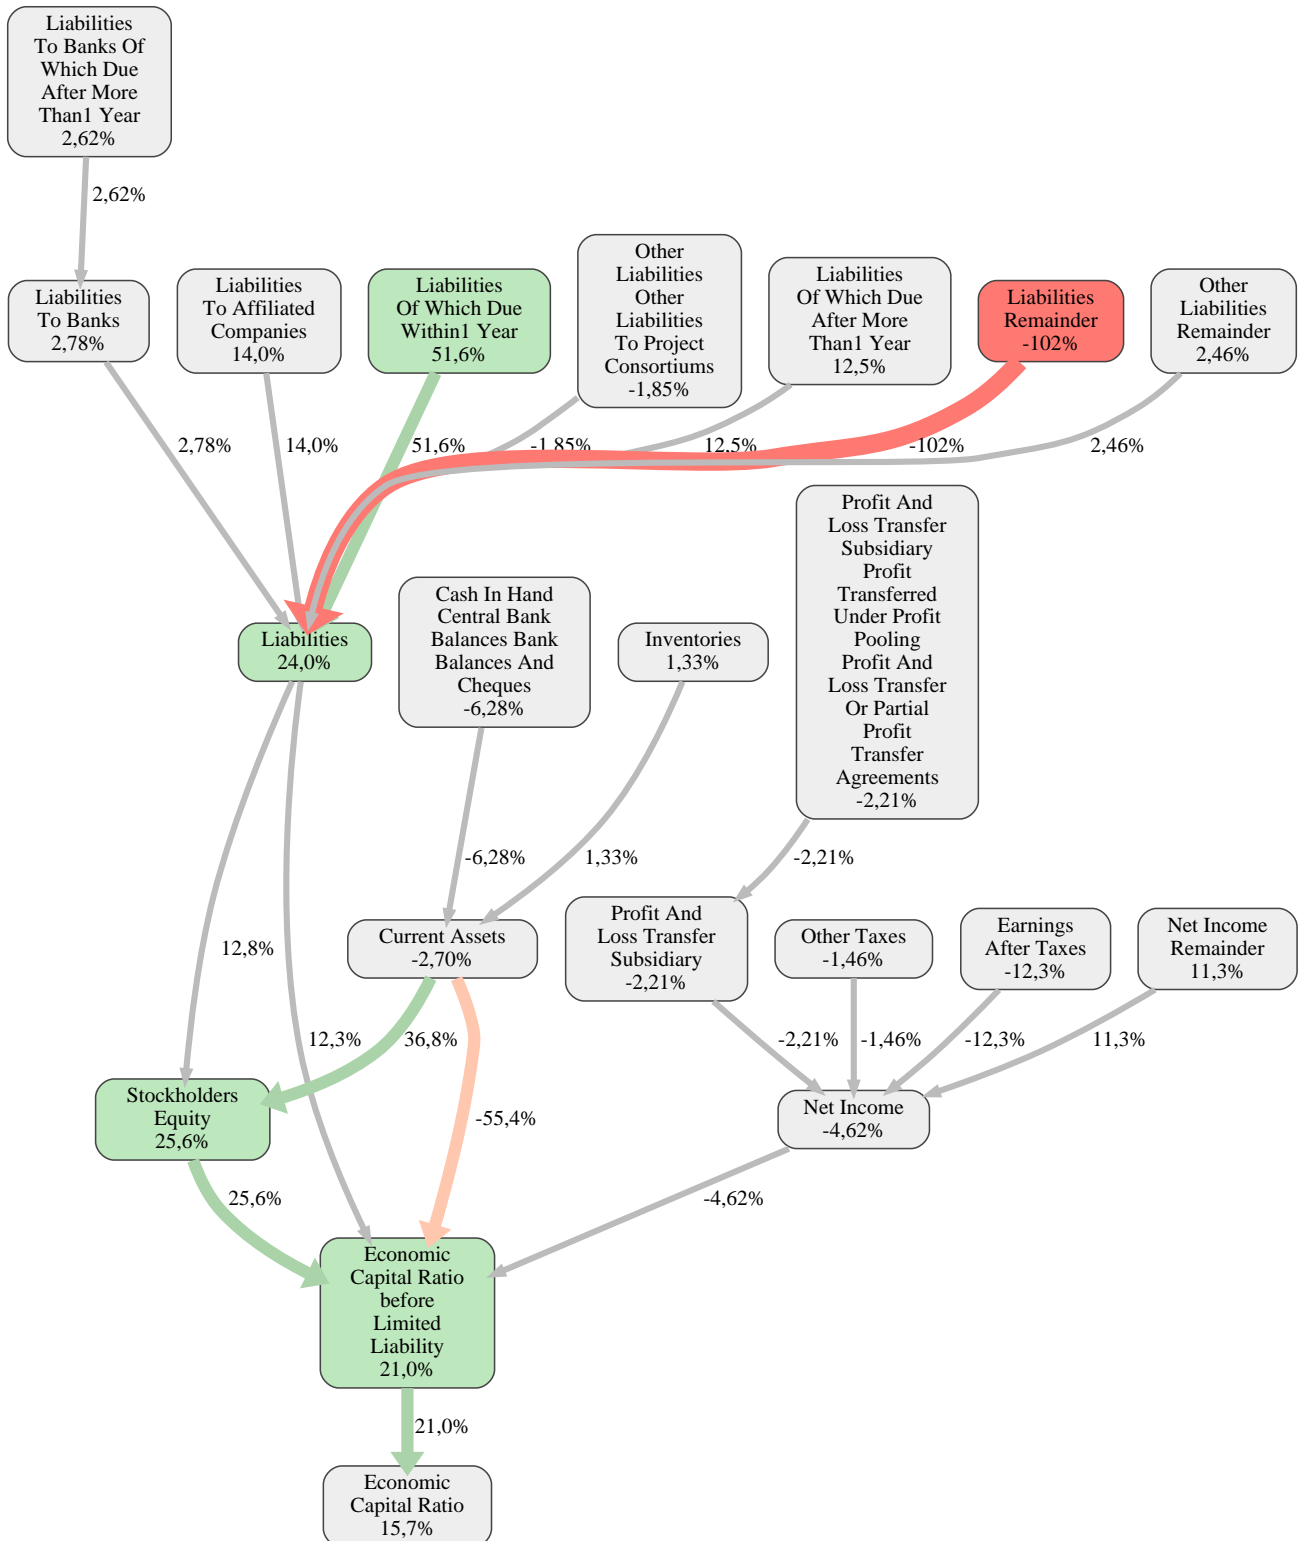 Liabilities
To Banks Of
Which Due
After More
Than1 Year
2,62%
2,62%
Liabilities
To Banks
2,78%
Liabilities
To Affiliated
Companies
14,0%
Liabilities
Of Which Due
Within1 Year
51,6%
Other
Liabilities
Other
Liabilities
To Project
Consortiums
-1,85%
Liabilities
Of Which Due
After More
Than1 Year
12,5%
Liabilities
Remainder
-102%
Other
Liabilities
Remainder
2,46%
2,78%
14,0%
51,6%
-1,85%
12,5%
-102%
2,46%
Profit And
Loss Transfer
Subsidiary
Profit
Transferred
Under Profit
Pooling
Profit And
Loss Transfer
Or Partial
Profit
Transfer
Agreements
-2,21%
Liabilities
24,0%
Cash In Hand
Central Bank
Balances Bank
Balances And
Cheques
-6,28%
Inventories
1,33%
-6,28%
1,33%
-2,21%
12,8%
Current Assets
-2,70%
Profit And
Loss Transfer
Subsidiary
-2,21%
Other Taxes
-1,46%
Earnings
After Taxes
-12,3%
Net Income
Remainder
11,3%
12,3%
36,8%
-2,21%
-1,46%
-12,3%
11,3%
Stockholders
Equity
25,6%
-55,4%
Net Income
-4,62%
25,6%
-4,62%
Economic
Capital Ratio
before
Limited
Liability
21,0%
21,0%
Economic
Capital Ratio
15,7%